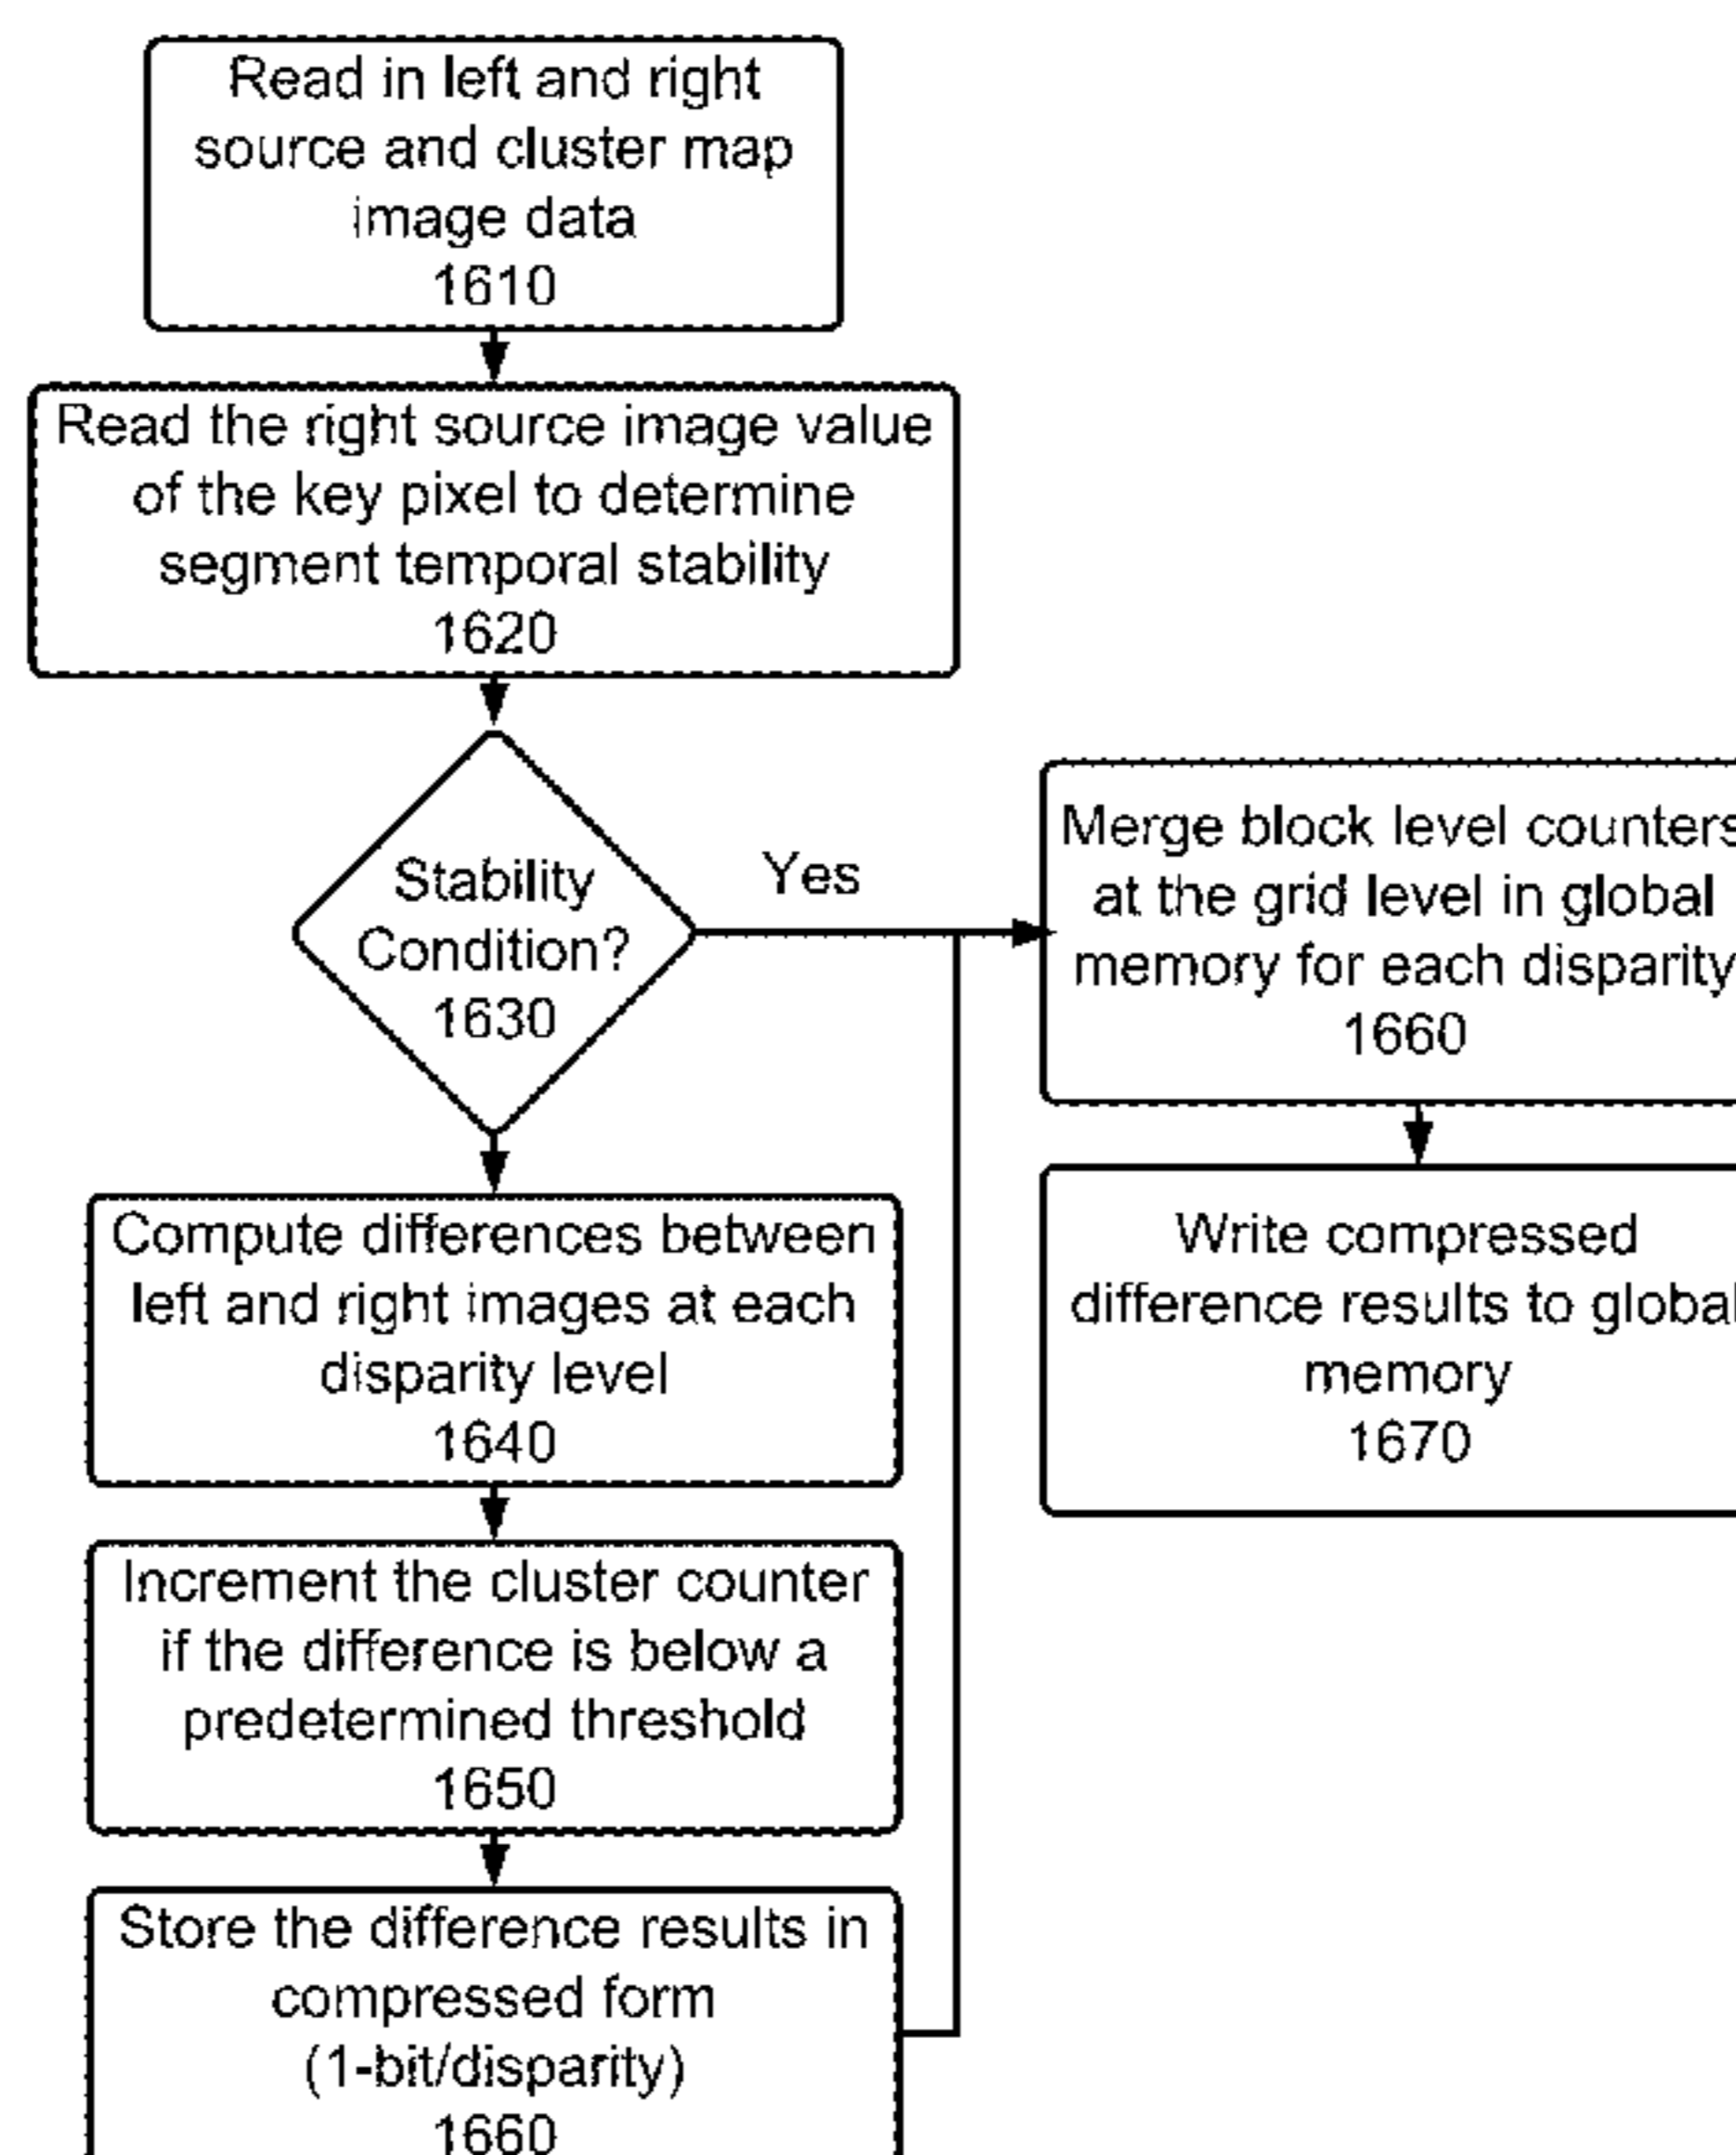 Read in left and right
source and cluster map
image data
1610
Read the right source image value
of the key pixel to determine
segment temporal stability
1620
Stability
Condition?
1630
Yes
Compute differences between
left and right images at each
disparity level
1640
Increment the cluster counter
if the difference is below a
predetermined threshold
1650
Store the difference results in
compressed form
(1-bit/disparity)
1660
Merge block level counters
at the grid level in global
memory for each disparity
1660
Write compressed
difference results to global
memory
1670